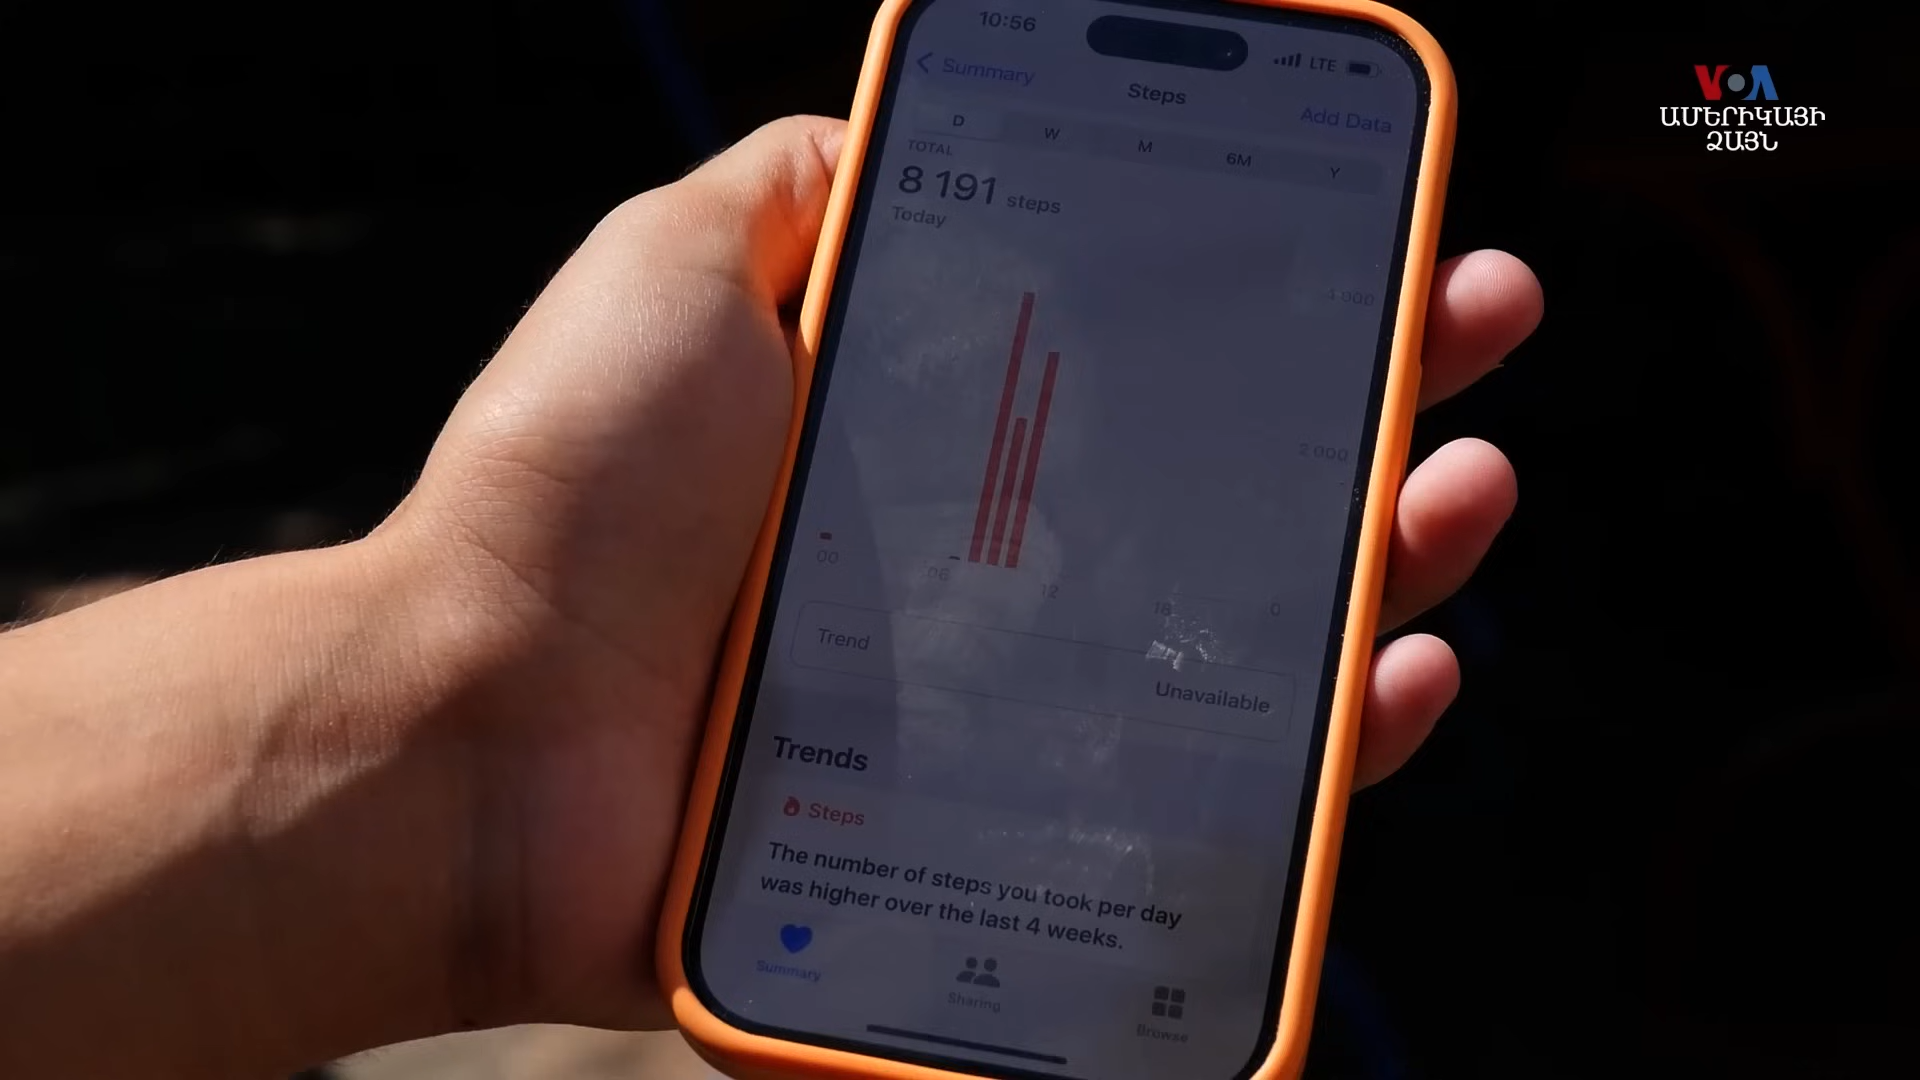 10:56
LTE
Summary
Steps
Add Data
D
W
M
6M
Y
TOTAL
8 191 steps
Today
4 000
2 000
00
06
12
18
0
Trend
Unavailable
Trends
Steps
The number of steps you took per day
was higher over the last 4 weeks.
Summary
Sharing
Browse
VOA
ԱՄԵՐԻԿԱՅԻ
ՁԱՅՆ